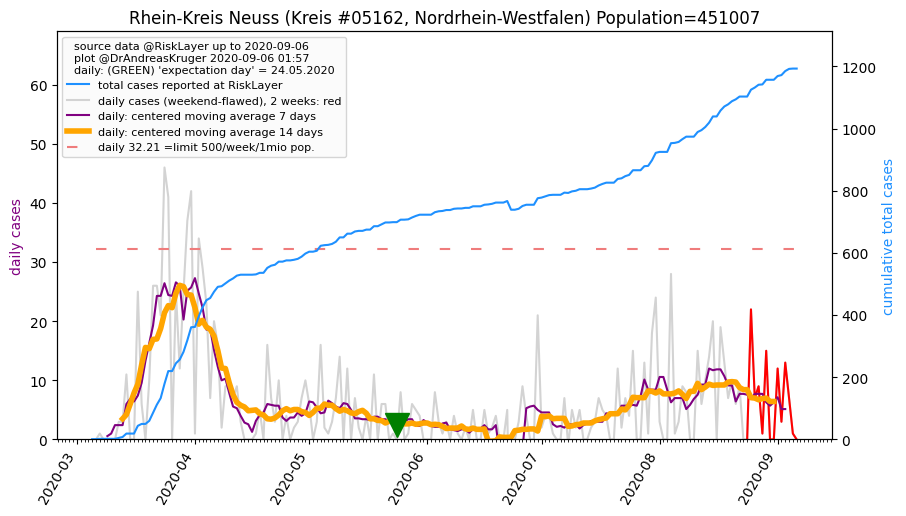 Rhein-Kreis Neuss (Kreis #05162, Nordrhein-Westfalen) Population=451007
source data @RiskLayer up to 2020-09-06
plot @DrAndreasKruger 2020-09-06 01:57
daily: (GREEN) 'expectation day' = 24.05.2020
total cases reported at RiskLayer
daily cases (weekend-flawed), 2 weeks: red
daily: centered moving average 7 days
daily: centered moving average 14 days
daily 32.21 =limit 500/week/1mio pop.
daily cases
60
50
40
30
20
10
0
cumulative total cases
1200
1000
800
600
400
200
0
2020-03
2020-04
2020-05
2020-06
2020-07
2020-08
2020-09